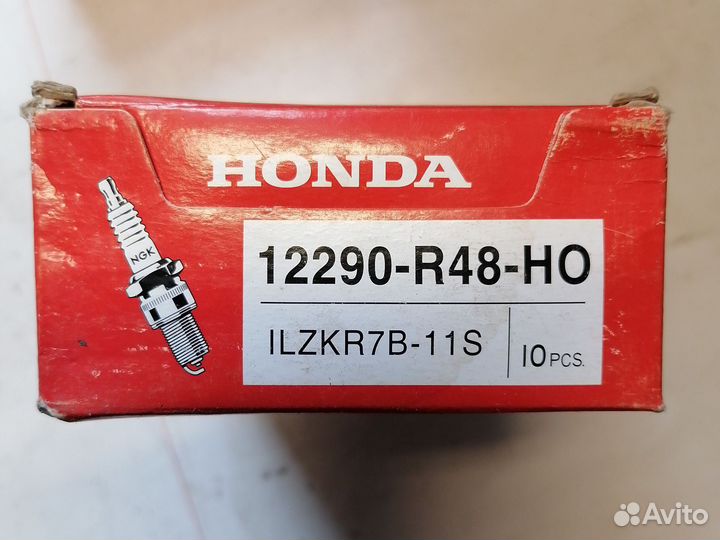 HONDA
NGK
12290-R48-HO
ILZKR7B-11S
10 PCS.
Avito